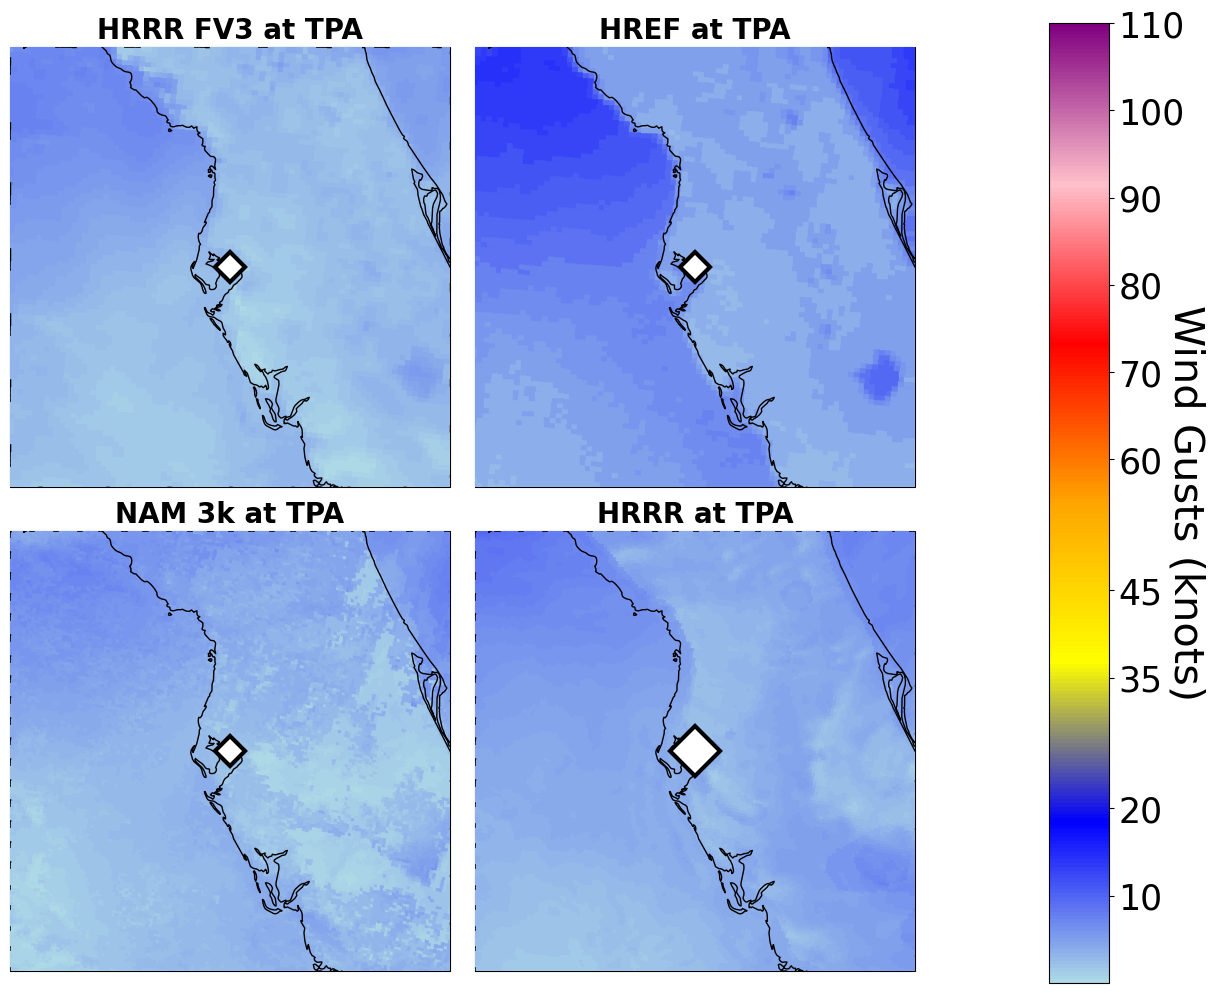 HRRR FV3 at TPA
HREF at TPA
NAM 3k at TPA
HRRR at TPA
110
100
90
80
70
60
45
35
20
10
Wind Gusts (knots)